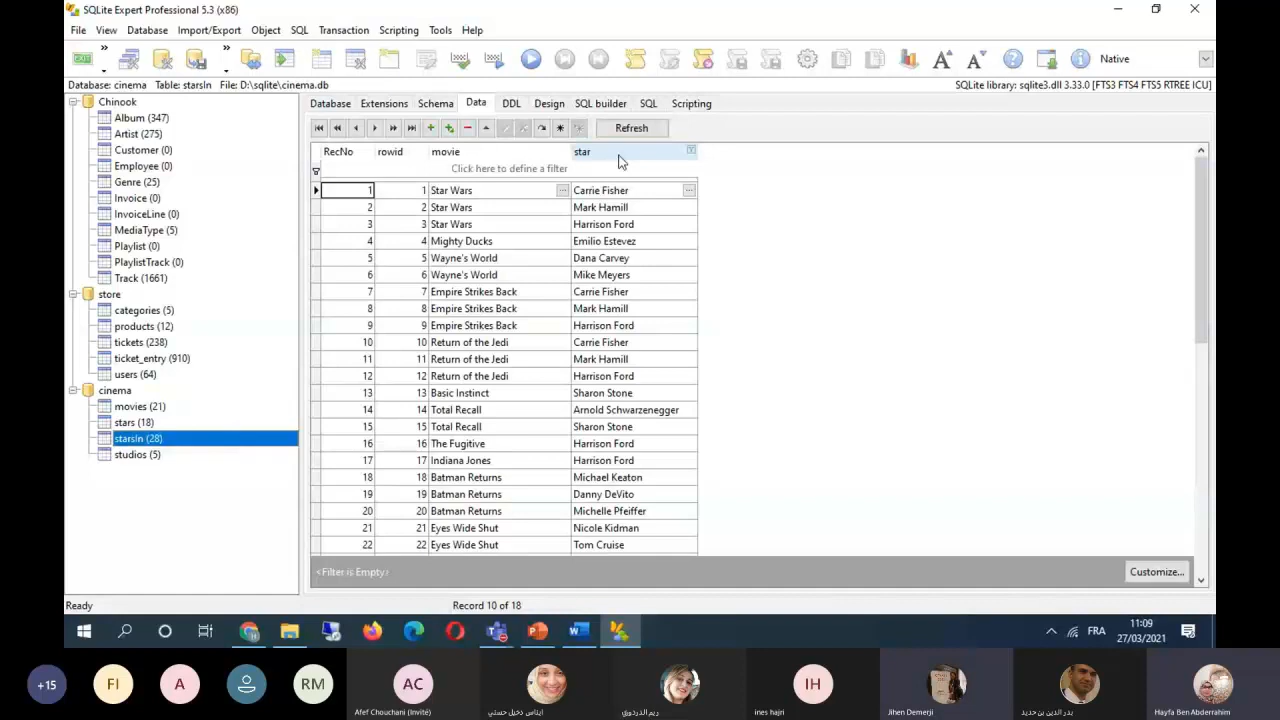 SQLite Expert Professional 5.3 (x86)
File View Database Import/Export Object SQL Transaction Scripting Tools Help
Native
Database: cinema Table: starsIn File: D:\sqlite\cinema.db
SQLite library: sqlite3.dll 3.33.0 [FTS3 FTS4 FTS5 RTREE ICU]
Chinook
Album (347)
Artist (275)
Customer (0)
Employee (0)
Genre (25)
Invoice (0)
InvoiceLine (0)
MediaType (5)
Playlist (0)
PlaylistTrack (0)
Track (1661)
store
categories (5)
products (12)
tickets (238)
ticket_entry (910)
users (64)
cinema
movies (21)
stars (18)
starsIn (28)
studios (5)
Database Extensions Schema Data DDL Design SQL builder SQL Scripting
Refresh
RecNo rowid movie star
Click here to define a filter
1 1 Star Wars Carrie Fisher
2 2 Star Wars Mark Hamill
3 3 Star Wars Harrison Ford
4 4 Mighty Ducks Emilio Estevez
5 5 Wayne's World Dana Carvey
6 6 Wayne's World Mike Meyers
7 7 Empire Strikes Back Carrie Fisher
8 8 Empire Strikes Back Mark Hamill
9 9 Empire Strikes Back Harrison Ford
10 10 Return of the Jedi Carrie Fisher
11 11 Return of the Jedi Mark Hamill
12 12 Return of the Jedi Harrison Ford
13 13 Basic Instinct Sharon Stone
14 14 Total Recall Arnold Schwarzenegger
15 15 Total Recall Sharon Stone
16 16 The Fugitive Harrison Ford
17 17 Indiana Jones Harrison Ford
18 18 Batman Returns Michael Keaton
19 19 Batman Returns Danny DeVito
20 20 Batman Returns Michelle Pfeiffer
21 21 Eyes Wide Shut Nicole Kidman
22 22 Eyes Wide Shut Tom Cruise
<Filter is Empty>
Customize...
Ready
Record 10 of 18
FRA
11:09
27/03/2021
+15 FI A RM AC IH
Afef Chouchani (Invité) ايناس دخيل حسني ريم الدردوري ines hajri Jihen Demerji بدر الدين بن حديد Hayfa Ben Abderrahim